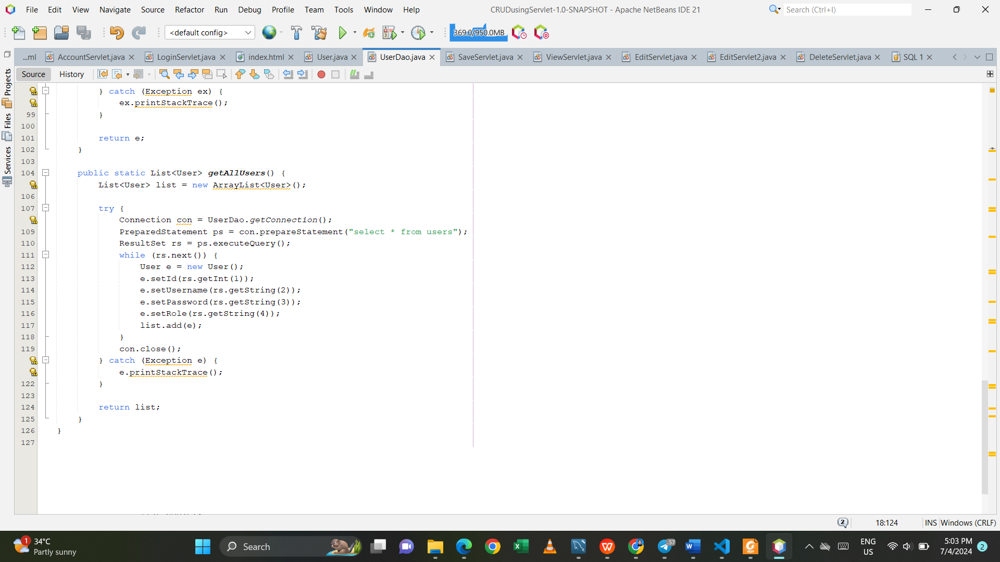 File Edit View Navigate Source Refactor Run Debug Profile Team Tools Window Help CRUDusingServlet-1.0-SNAPSHOT - Apache NetBeans IDE 21 Search (Ctrl+I)
<default config> 369.0/950.0MB
...ml AccountServlet.java LoginServlet.java index.html User.java UserDao.java SaveServlet.java ViewServlet.java EditServlet.java EditServlet2.java DeleteServlet.java SQL 1
Source History
Projects
Files
Services
} catch (Exception ex) {
ex.printStackTrace();
99 }
100
101 return e;
102 }
103
104 public static List<User> getAllUsers() {
List<User> list = new ArrayList<User>();
106
107 try {
Connection con = UserDao.getConnection();
109 PreparedStatement ps = con.prepareStatement("select * from users");
110 ResultSet rs = ps.executeQuery();
111 while (rs.next()) {
112 User e = new User();
113 e.setId(rs.getInt(1));
114 e.setUsername(rs.getString(2));
115 e.setPassword(rs.getString(3));
116 e.setRole(rs.getString(4));
117 list.add(e);
118 }
119 con.close();
} catch (Exception e) {
e.printStackTrace();
122 }
123
124 return list;
125 }
126 }
127
2 18:124 INS Windows (CRLF)
1 34°C
Partly sunny
Search
57
ENG
US
5:03 PM
7/4/2024
2